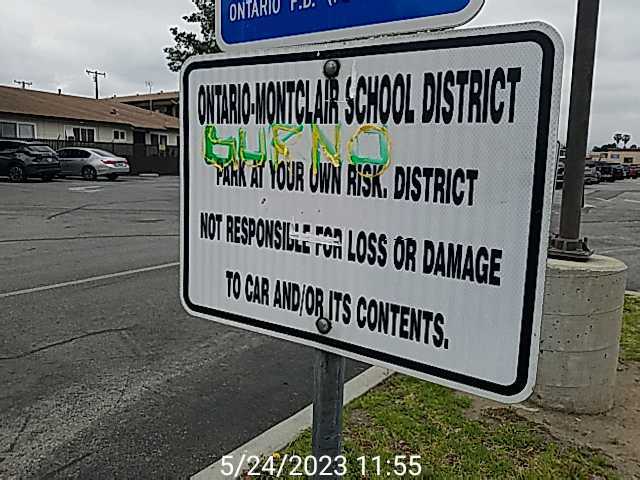 ONTARIO P.D.
ONTARIO-MONTCLAIR SCHOOL DISTRICT
PARK AT YOUR OWN RISK. DISTRICT
NOT RESPONSIBLE FOR LOSS OR DAMAGE
TO CAR AND/OR ITS CONTENTS.
5/24/2023 11:55